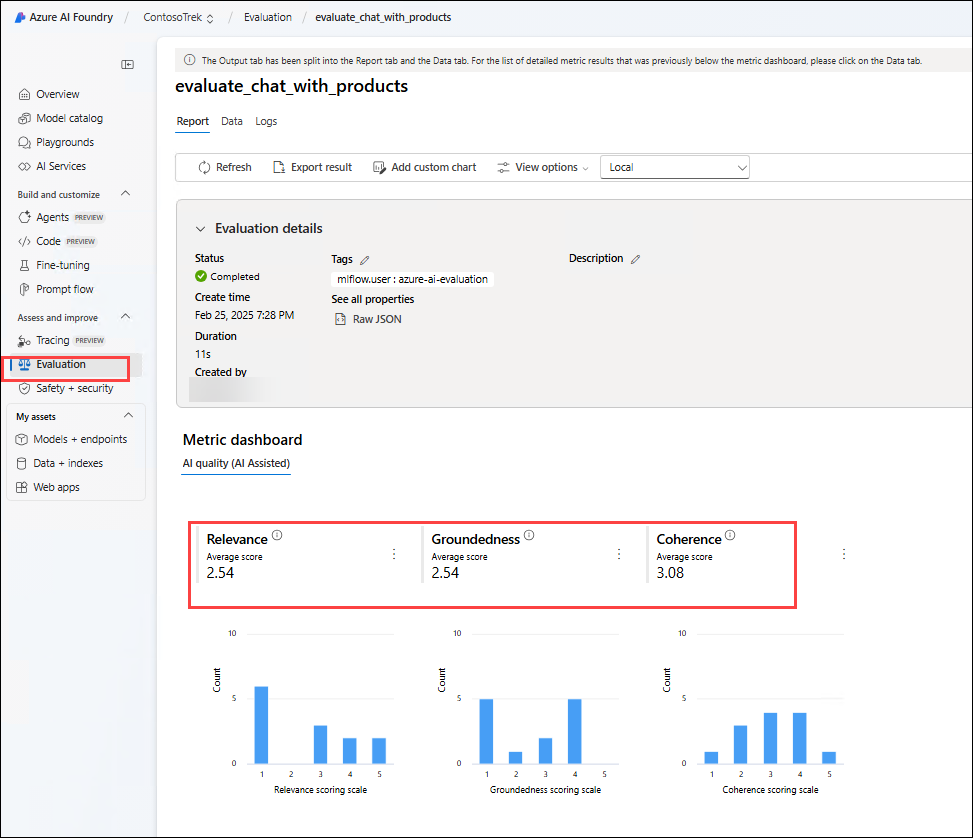 Azure AI Foundry / ContosoTrek / Evaluation / evaluate_chat_with_products
The Output tab has been split into the Report tab and the Data tab. For the list of detailed metric results that was previously below the metric dashboard, please click on the Data tab.
evaluate_chat_with_products
Report Data Logs
Refresh Export result Add custom chart View options Local
Overview
Model catalog
Playgrounds
AI Services
Build and customize
Agents PREVIEW
Code PREVIEW
Fine-tuning
Prompt flow
Assess and improve
Tracing PREVIEW
Evaluation
Safety + security
My assets
Models + endpoints
Data + indexes
Web apps
Evaluation details
Status
Completed
Create time
Feb 25, 2025 7:28 PM
Duration
11s
Created by
Tags
mlflow.user : azure-ai-evaluation
See all properties
Raw JSON
Description
Metric dashboard
AI quality (AI Assisted)
Relevance
Average score
2.54
Groundedness
Average score
2.54
Coherence
Average score
3.08
10
5
0
Count
1 2 3 4 5
Relevance scoring scale
10
5
0
Count
1 2 3 4 5
Groundedness scoring scale
10
5
0
Count
1 2 3 4 5
Coherence scoring scale